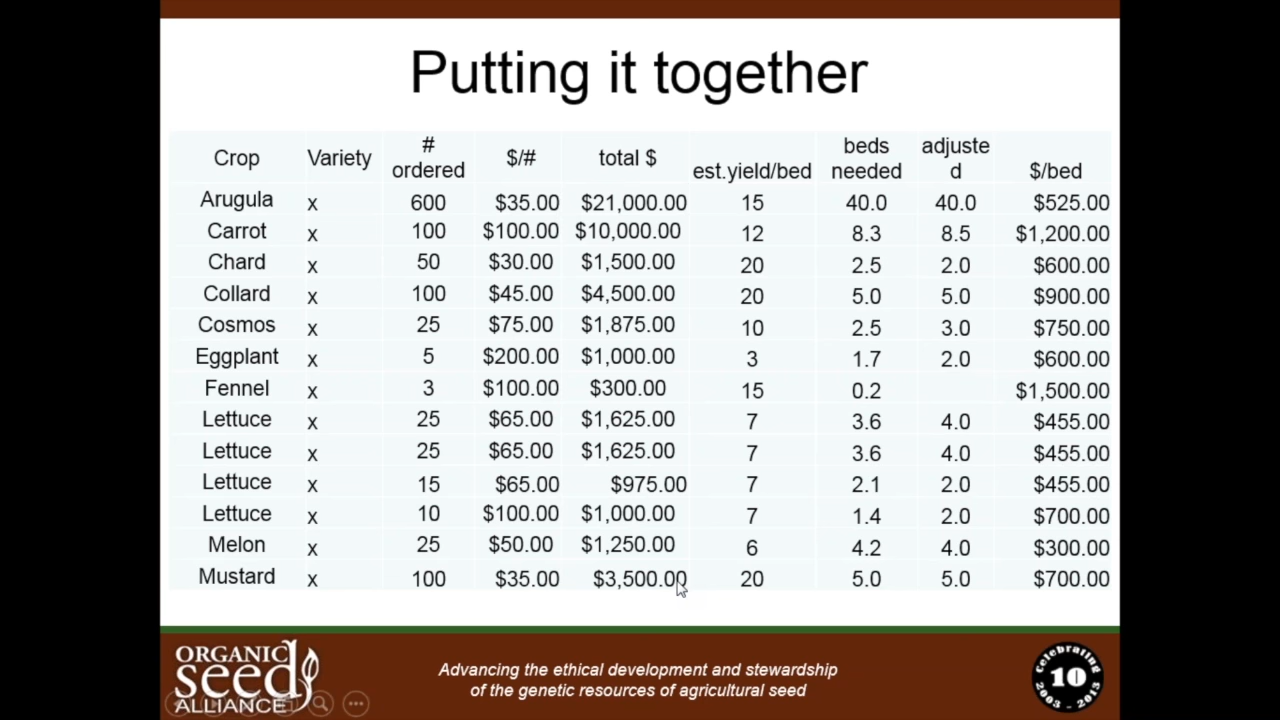 Putting it together
Crop Variety # ordered $/# total $ est.yield/bed beds needed adjuste d $/bed
Arugula x 600 $35.00 $21,000.00 15 40.0 40.0 $525.00
Carrot x 100 $100.00 $10,000.00 12 8.3 8.5 $1,200.00
Chard x 50 $30.00 $1,500.00 20 2.5 2.0 $600.00
Collard x 100 $45.00 $4,500.00 20 5.0 5.0 $900.00
Cosmos x 25 $75.00 $1,875.00 10 2.5 3.0 $750.00
Eggplant x 5 $200.00 $1,000.00 3 1.7 2.0 $600.00
Fennel x 3 $100.00 $300.00 15 0.2 $1,500.00
Lettuce x 25 $65.00 $1,625.00 7 3.6 4.0 $455.00
Lettuce x 25 $65.00 $1,625.00 7 3.6 4.0 $455.00
Lettuce x 15 $65.00 $975.00 7 2.1 2.0 $455.00
Lettuce x 10 $100.00 $1,000.00 7 1.4 2.0 $700.00
Melon x 25 $50.00 $1,250.00 6 4.2 4.0 $300.00
Mustard x 100 $35.00 $3,500.00 20 5.0 5.0 $700.00
ORGANIC
seed
ALLIANCE
Advancing the ethical development and stewardship
of the genetic resources of agricultural seed
Celebrating
10
2003 - 2013